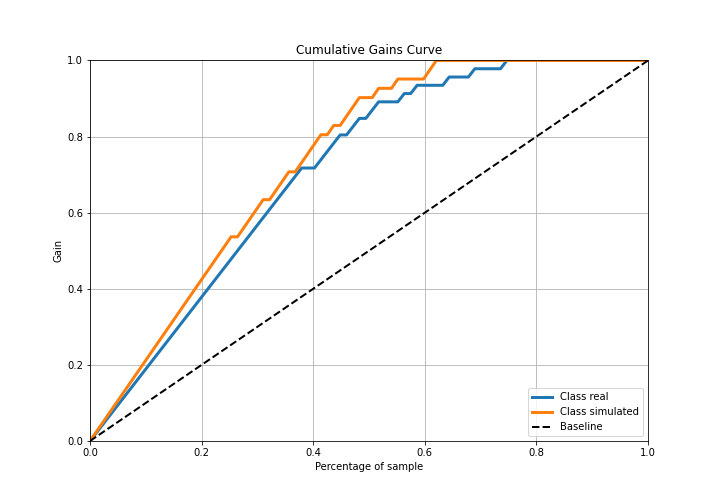 Cumulative Gains Curve
1.0
0.8
0.6
0.4
0.2
0.0
Gain
0.0 0.2 0.4 0.6 0.8 1.0
Percentage of sample
Class real
Class simulated
Baseline